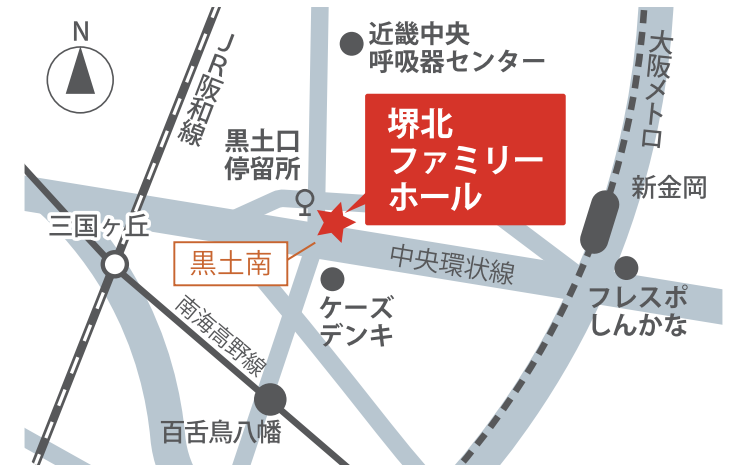 N
JR阪和線
近畿中央
呼吸器センター
大阪メトロ
堺北
ファミリー
ホール
黒土口
停留所
新金岡
三国ヶ丘
黒土南
中央環状線
ケーズ
デンキ
フレスポ
しんかな
南海高野線
百舌鳥八幡